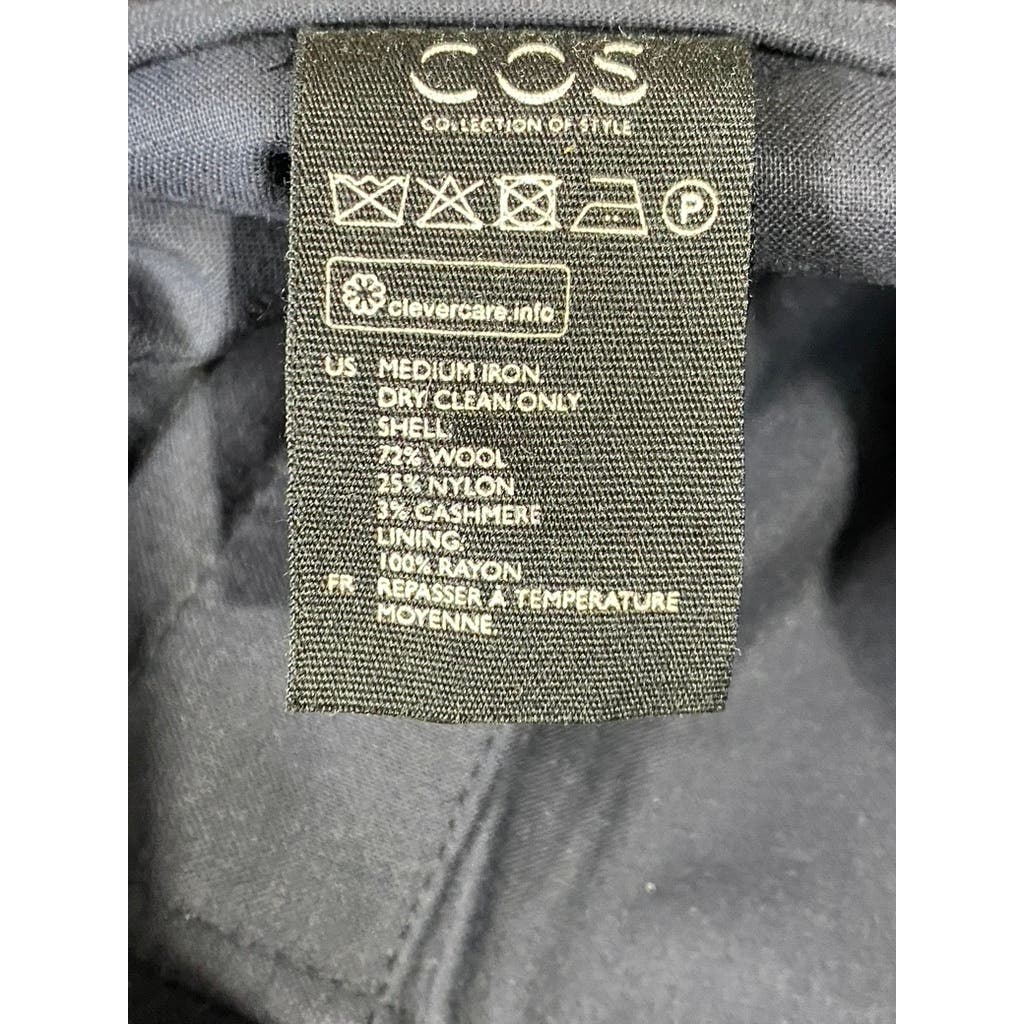 COS
COLLECTION OF STYLE
P
clevercare.info
US MEDIUM IRON
DRY CLEAN ONLY
SHELL
72% WOOL
25% NYLON
3% CASHMERE
LINING:
100% RAYON
FR REPASSER À TEMPERATURE
MOYENNE.